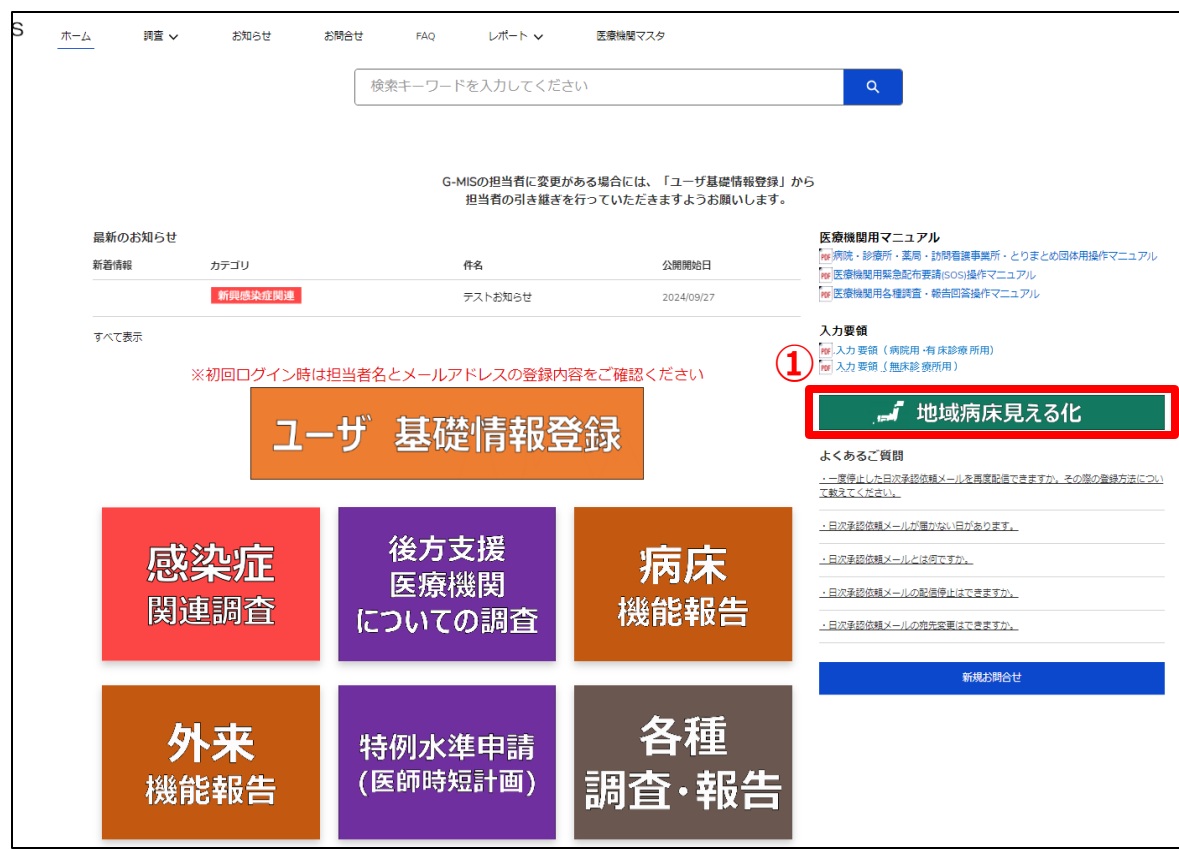 S
ホーム 調査 お知らせ お問合せ FAQ レポート 医療機関マスタ
検索キーワードを入力してください
G-MISの担当者に変更がある場合には、「ユーザ基礎情報登録」から
担当者の引き継ぎを行っていただきますようお願いします。
最新のお知らせ
新着情報 カテゴリ 件名 公開開始日
新興感染症関連 テストお知らせ 2024/09/27
すべて表示
※初回ログイン時は担当者名とメールアドレスの登録内容をご確認ください
ユーザ 基礎情報登録
感染症
関連調査
後方支援
医療機関
についての調査
病床
機能報告
外来
機能報告
特例水準申請
(医師時短計画)
各種
調査・報告
医療機関用マニュアル
PDF 病院・診療所・薬局・訪問看護事業所・とりまとめ団体用操作マニュアル
PDF 医療機関用緊急配布要請(SOS)操作マニュアル
PDF 医療機関用各種調査・報告回答操作マニュアル
入力要領
PDF 入力要領（病院用・有床診療所用）
PDF 入力要領（無床診療所用）
①
地域病床見える化
よくあるご質問
・一度停止した日次承認依頼メールを再度配信できますか。その際の登録方法につい
て教えてください。
・日次承認依頼メールが届かない日があります。
・日次承認依頼メールとは何ですか。
・日次承認依頼メールの配信停止はできますか。
・日次承認依頼メールの宛先変更はできますか。
新規お問合せ